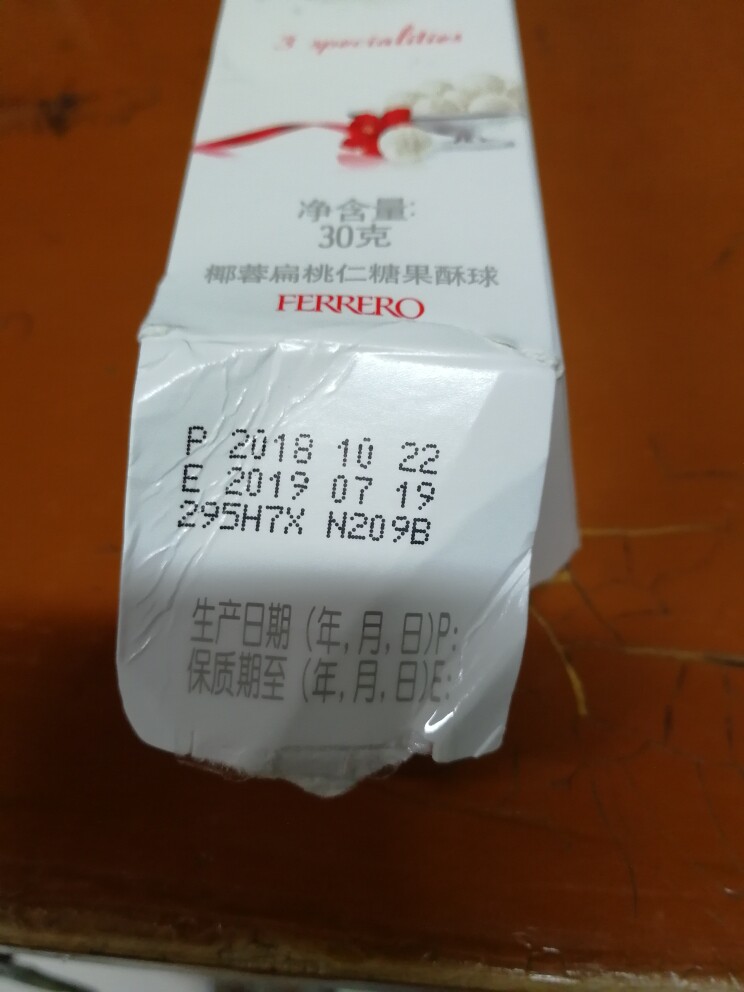 3 specialities
净含量:
30克
椰蓉扁桃仁糖果酥球
FERRERO
P 2018 10 22
E 2019 07 19
295H7X N209B
生产日期 (年,月,日)P:
保质期至 (年,月,日)E: